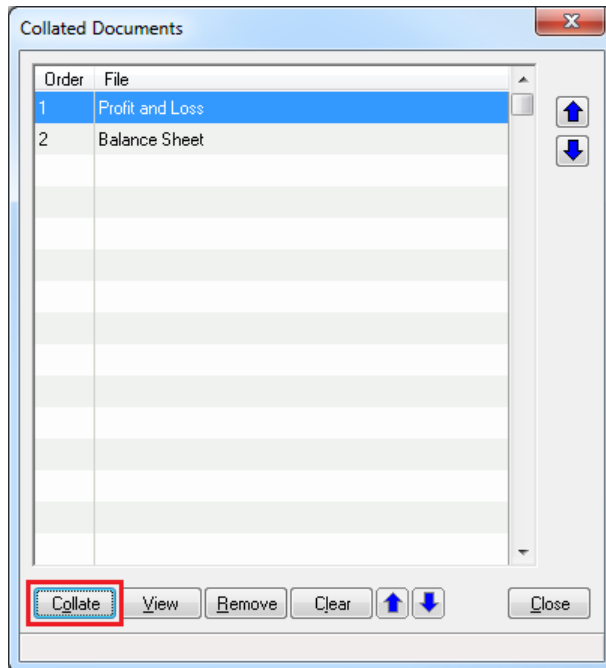 Collated Documents
Order File
1 Profit and Loss
2 Balance Sheet
Collate View Remove Clear Close